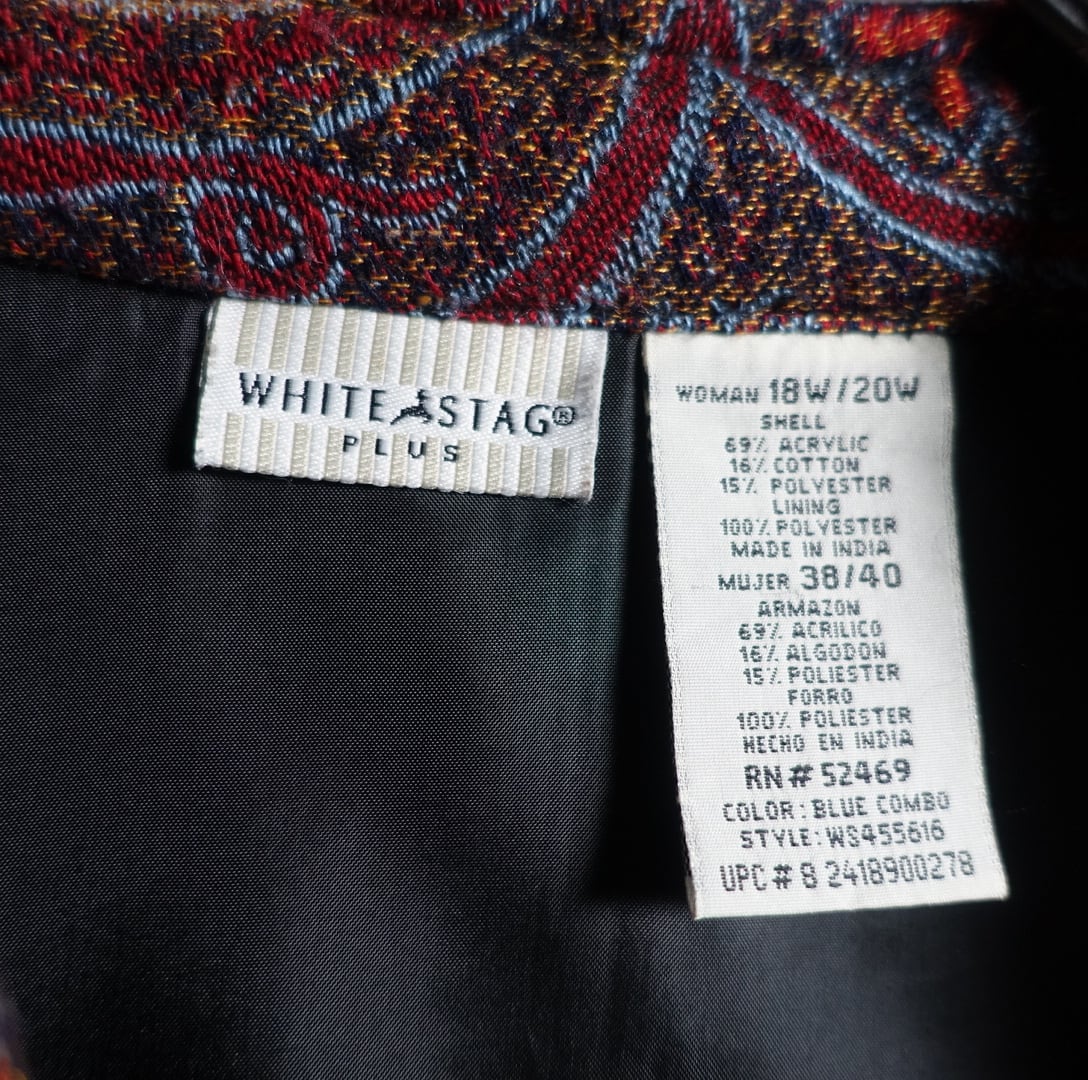 WHITE STAG®
PLUS
WOMAN 18W/20W
SHELL
69% ACRYLIC
16% COTTON
15% POLYESTER
LINING
100% POLYESTER
MADE IN INDIA
MUJER 38/40
ARMAZON
69% ACRILICO
16% ALGODON
15% POLIESTER
FORRO
100% POLIESTER
HECHO EN INDIA
RN# 52469
COLOR: BLUE COMBO
STYLE: WS455616
UPC# 8 2418900278